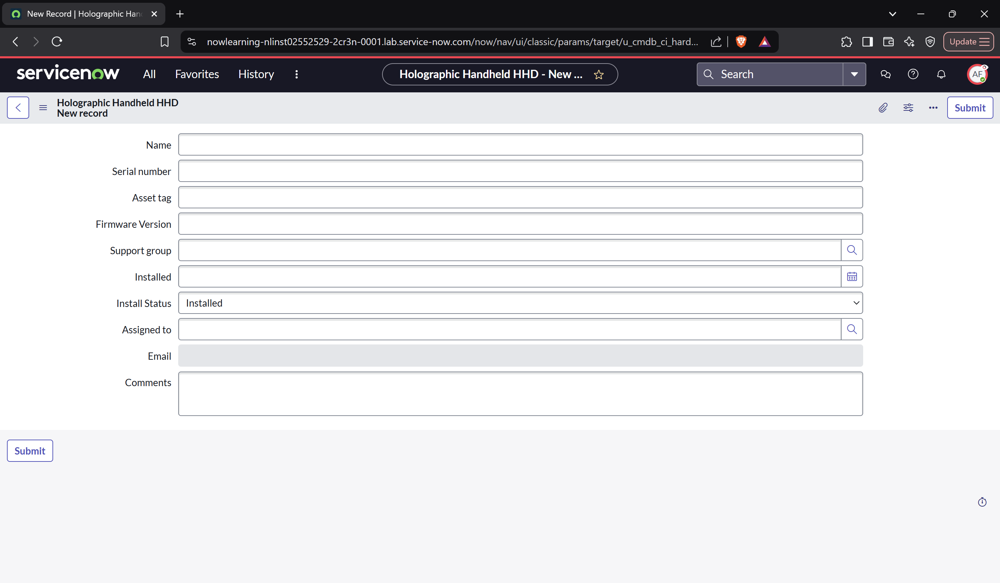 New Record | Holographic Han
nowlearning-nlinst02552529-2cr3n-0001.lab.service-now.com/now/nav/ui/classic/params/target/u_cmdb_ci_hard...
Update
servicenow
All
Favorites
History
Holographic Handheld HHD - New ...
Search
AF
Holographic Handheld HHD
New record
Submit
Name
Serial number
Asset tag
Firmware Version
Support group
Installed
Install Status
Installed
Assigned to
Email
Comments
Submit